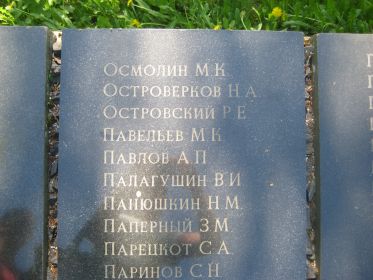 Осмолин М.К.
Островерков Н.А.
Островский Р.Е.
Павельев М.К.
Павлов А.П.
Палагушин В.И.
Панюшкин Н.М.
Паперный З.М.
Парецкот С.А.
Паринов С.Н.